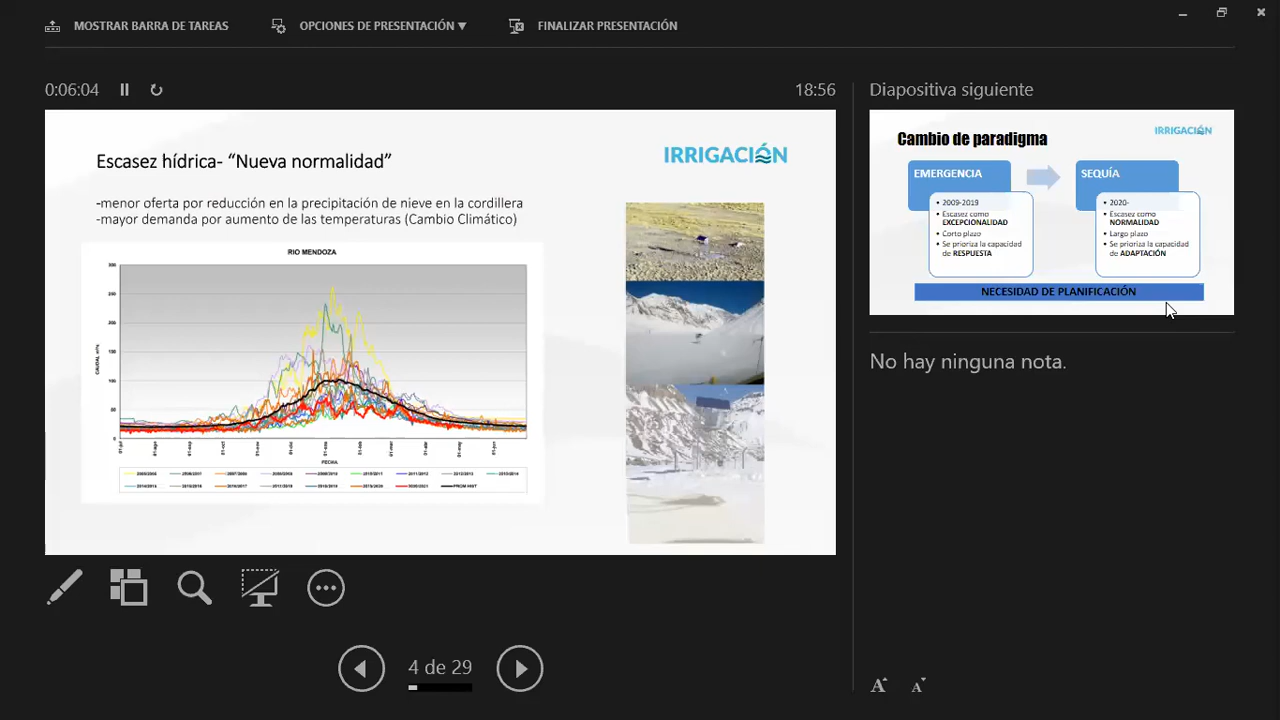 MOSTRAR BARRA DE TAREAS
OPCIONES DE PRESENTACIÓN ▼
FINALIZAR PRESENTACIÓN
0:06:04
18:56
Escasez hídrica- “Nueva normalidad”
IRRIGACIÓN
-menor oferta por reducción en la precipitación de nieve en la cordillera
-mayor demanda por aumento de las temperaturas (Cambio Climático)
RIO MENDOZA
FECHA
PROM HIST
Diapositiva siguiente
Cambio de paradigma
IRRIGACIÓN
EMERGENCIA
• 2009-2019
• Escasez como
EXCEPCIONALIDAD
• Corto plazo
• Se prioriza la capacidad
de RESPUESTA
SEQUÍA
• 2020-
• Escasez como
NORMALIDAD
• Largo plazo
• Se prioriza la capacidad
de ADAPTACIÓN
NECESIDAD DE PLANIFICACIÓN
No hay ninguna nota.
4 de 29
A A